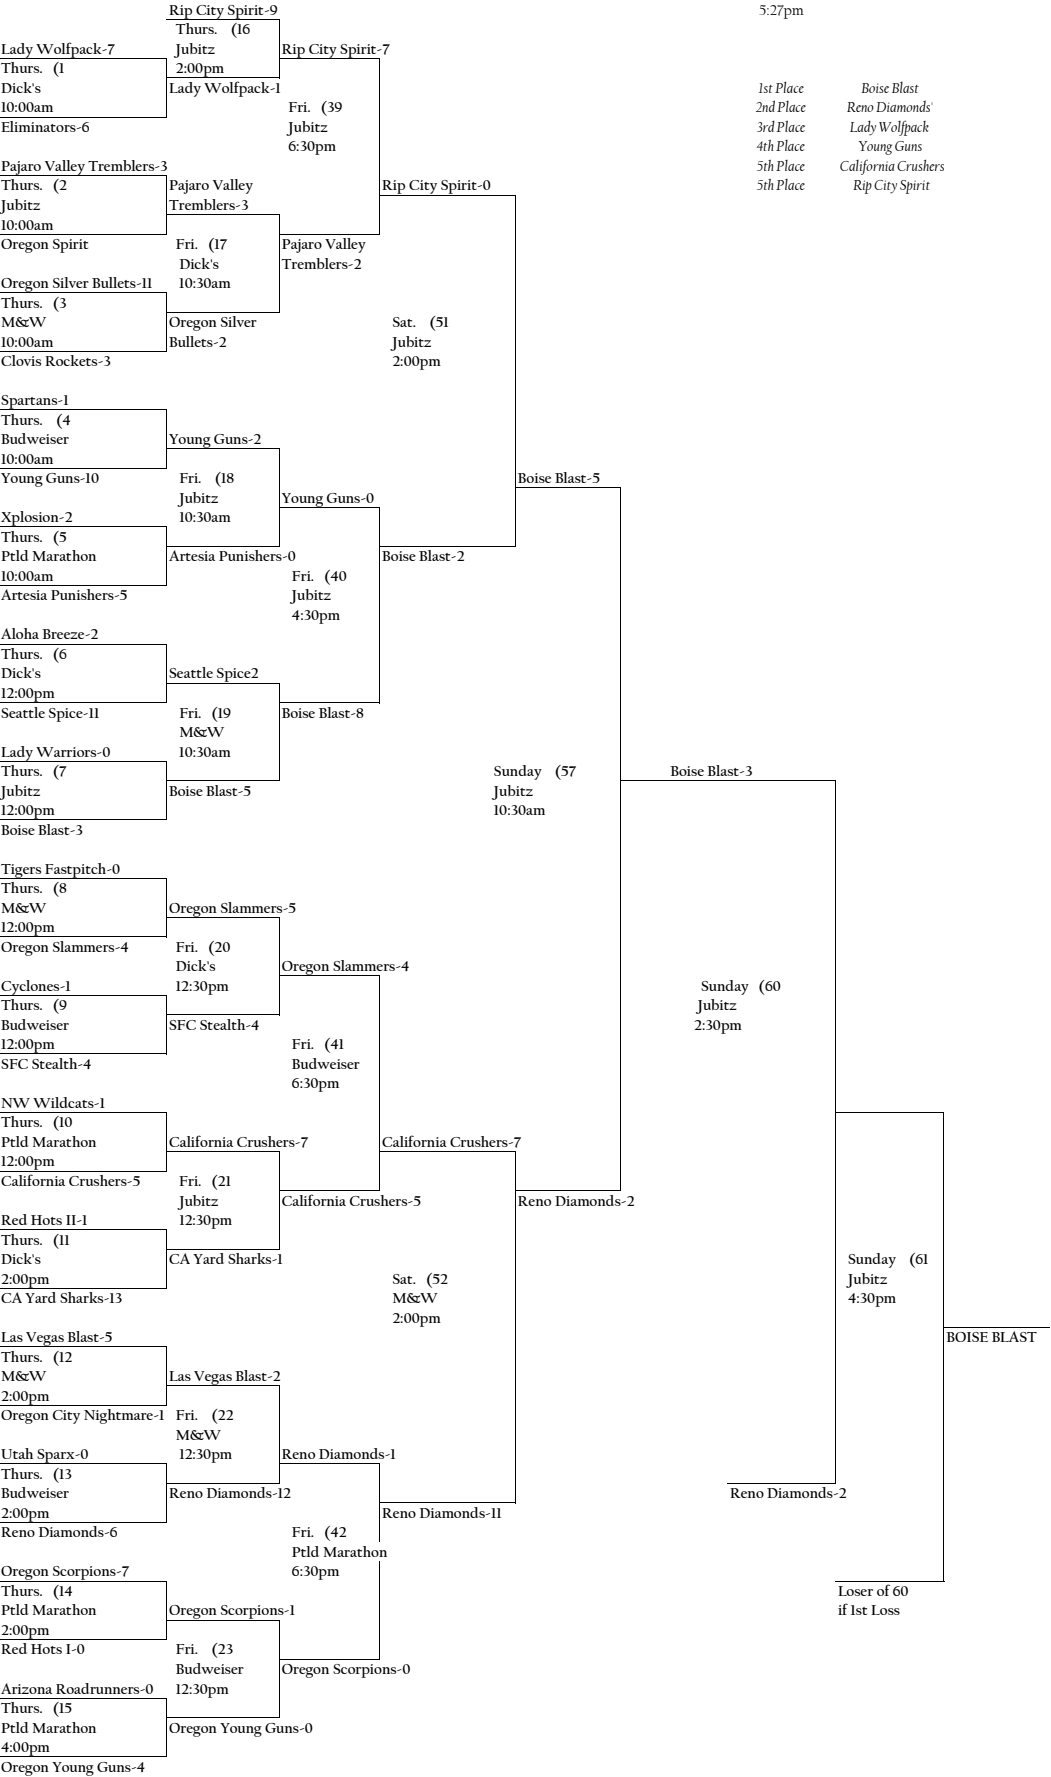 Rip City Spirit-9
5:27pm
Thurs. (16
Lady Wolfpack-7
Jubitz
Rip City Spirit-7
Thurs. (1
2:00pm
Dick's
Lady Wolfpack-1
1st Place Boise Blast
10:00am
Fri. (39
2nd Place Reno Diamonds'
Eliminators-6
Jubitz
3rd Place Lady Wolfpack
6:30pm
4th Place Young Guns
Pajaro Valley Tremblers-3
5th Place California Crushers
Thurs. (2
Pajaro Valley
Rip City Spirit-0
5th Place Rip City Spirit
Jubitz
Tremblers-3
10:00am
Oregon Spirit
Fri. (17
Pajaro Valley
Dick's
Tremblers-2
Oregon Silver Bullets-11
10:30am
Thurs. (3
M&W
Oregon Silver
Sat. (51
10:00am
Bullets-2
Jubitz
Clovis Rockets-3
2:00pm
Spartans-1
Thurs. (4
Budweiser
Young Guns-2
10:00am
Young Guns-10
Fri. (18
Boise Blast-5
Jubitz
Young Guns-0
Xplosion-2
10:30am
Thurs. (5
Ptld Marathon
Artesia Punishers-0
Boise Blast-2
10:00am
Fri. (40
Artesia Punishers-5
Jubitz
4:30pm
Aloha Breeze-2
Thurs. (6
Dick's
Seattle Spice2
12:00pm
Seattle Spice-11
Fri. (19
Boise Blast-8
M&W
Lady Warriors-0
10:30am
Thurs. (7
Sunday (57
Boise Blast-3
Jubitz
Boise Blast-5
Jubitz
12:00pm
10:30am
Boise Blast-3
Tigers Fastpitch-0
Thurs. (8
M&W
Oregon Slammers-5
12:00pm
Oregon Slammers-4
Fri. (20
Dick's
Oregon Slammers-4
Cyclones-1
12:30pm
Sunday (60
Thurs. (9
Jubitz
Budweiser
SFC Stealth-4
2:30pm
12:00pm
Fri. (41
SFC Stealth-4
Budweiser
6:30pm
NW Wildcats-1
Thurs. (10
Ptld Marathon
California Crushers-7
California Crushers-7
12:00pm
California Crushers-5
Fri. (21
Jubitz
California Crushers-5
Reno Diamonds-2
Red Hots II-1
12:30pm
Thurs. (11
Dick's
CA Yard Sharks-1
Sunday (61
2:00pm
Sat. (52
Jubitz
CA Yard Sharks-13
M&W
4:30pm
2:00pm
Las Vegas Blast-5
BOISE BLAST
Thurs. (12
M&W
Las Vegas Blast-2
2:00pm
Oregon City Nightmare-1
Fri. (22
M&W
Utah Sparx-0
12:30pm
Reno Diamonds-1
Thurs. (13
Budweiser
Reno Diamonds-12
Reno Diamonds-2
2:00pm
Reno Diamonds-11
Reno Diamonds-6
Fri. (42
Ptld Marathon
Oregon Scorpions-7
6:30pm
Thurs. (14
Loser of 60
Ptld Marathon
Oregon Scorpions-1
if 1st Loss
2:00pm
Red Hots I-0
Fri. (23
Budweiser
Oregon Scorpions-0
Arizona Roadrunners-0
12:30pm
Thurs. (15
Ptld Marathon
Oregon Young Guns-0
4:00pm
Oregon Young Guns-4